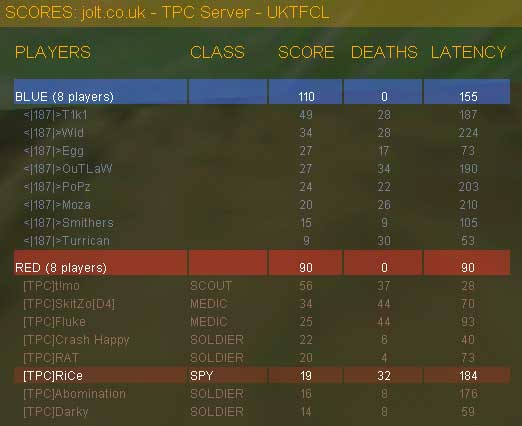 SCORES: jolt.co.uk - TPC Server - UKTFCL
PLAYERS CLASS SCORE DEATHS LATENCY
BLUE (8 players) 110 0 155
<|187|>T1k1 49 28 187
<|187|>Wid 34 28 224
<|187|>Egg 27 17 73
<|187|>OuTLaW 27 34 190
<|187|>PoPz 24 22 203
<|187|>Moza 20 26 210
<|187|>Smithers 15 9 105
<|187|>Turrican 9 30 53
RED (8 players) 90 0 90
[TPC]t!mo SCOUT 56 37 28
[TPC]SkitZo[D4] MEDIC 34 44 70
[TPC]Fluke MEDIC 25 44 93
[TPC]Crash Happy SOLDIER 22 6 40
[TPC]RAT SOLDIER 20 4 73
[TPC]RiCe SPY 19 32 184
[TPC]Abomination SOLDIER 16 8 176
[TPC]Darky SOLDIER 14 8 59